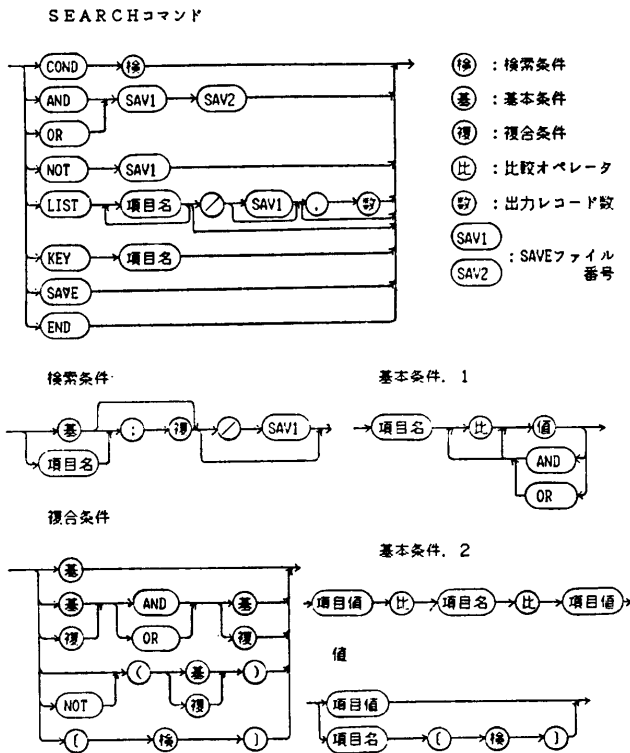 SEARCHコマンド
COND 検
AND SAV1 SAV2
OR
NOT SAV1
LIST 項目名 / SAV1 , 数
KEY 項目名
SAVE
END
検 : 検索条件
基 : 基本条件
複 : 複合条件
比 : 比較オペレータ
数 : 出力レコード数
SAV1
SAV2 : SAVEファイル
番号
検索条件
基 : 複 / SAV1
項目名
基本条件. 1
項目名 比 値
AND
OR
複合条件
基
基 AND 基
複 OR 複
( 基 )
NOT 複
[ 検 ]
基本条件. 2
項目値 比 項目名 比 項目値
値
項目値
項目名 [ 検 ]